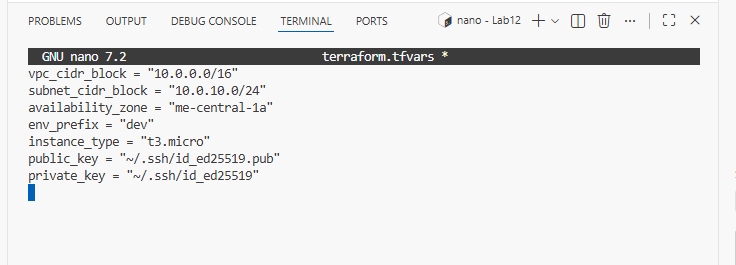 PROBLEMS OUTPUT DEBUG CONSOLE TERMINAL PORTS nano - Lab12
GNU nano 7.2 terraform.tfvars *
vpc_cidr_block = "10.0.0.0/16"
subnet_cidr_block = "10.0.10.0/24"
availability_zone = "me-central-1a"
env_prefix = "dev"
instance_type = "t3.micro"
public_key = "~/.ssh/id_ed25519.pub"
private_key = "~/.ssh/id_ed25519"